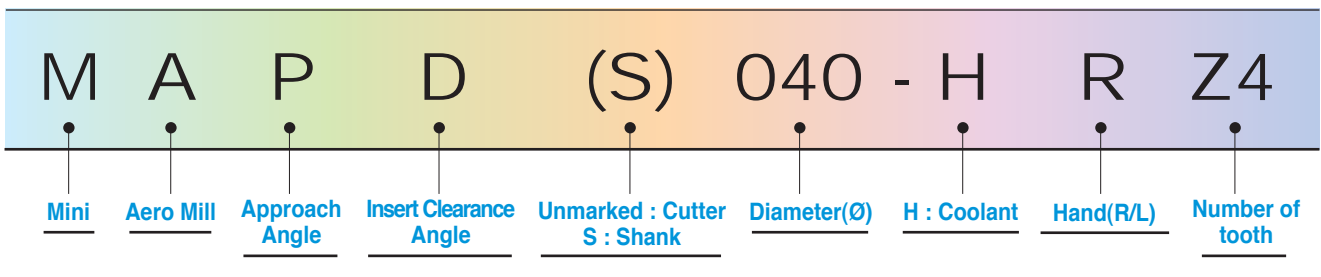 M A P D (S) 040 - H R Z4
Mini
Aero Mill
Approach
Angle
Insert Clearance
Angle
Unmarked : Cutter
S : Shank
Diameter(Ø)
H : Coolant
Hand(R/L)
Number of
tooth